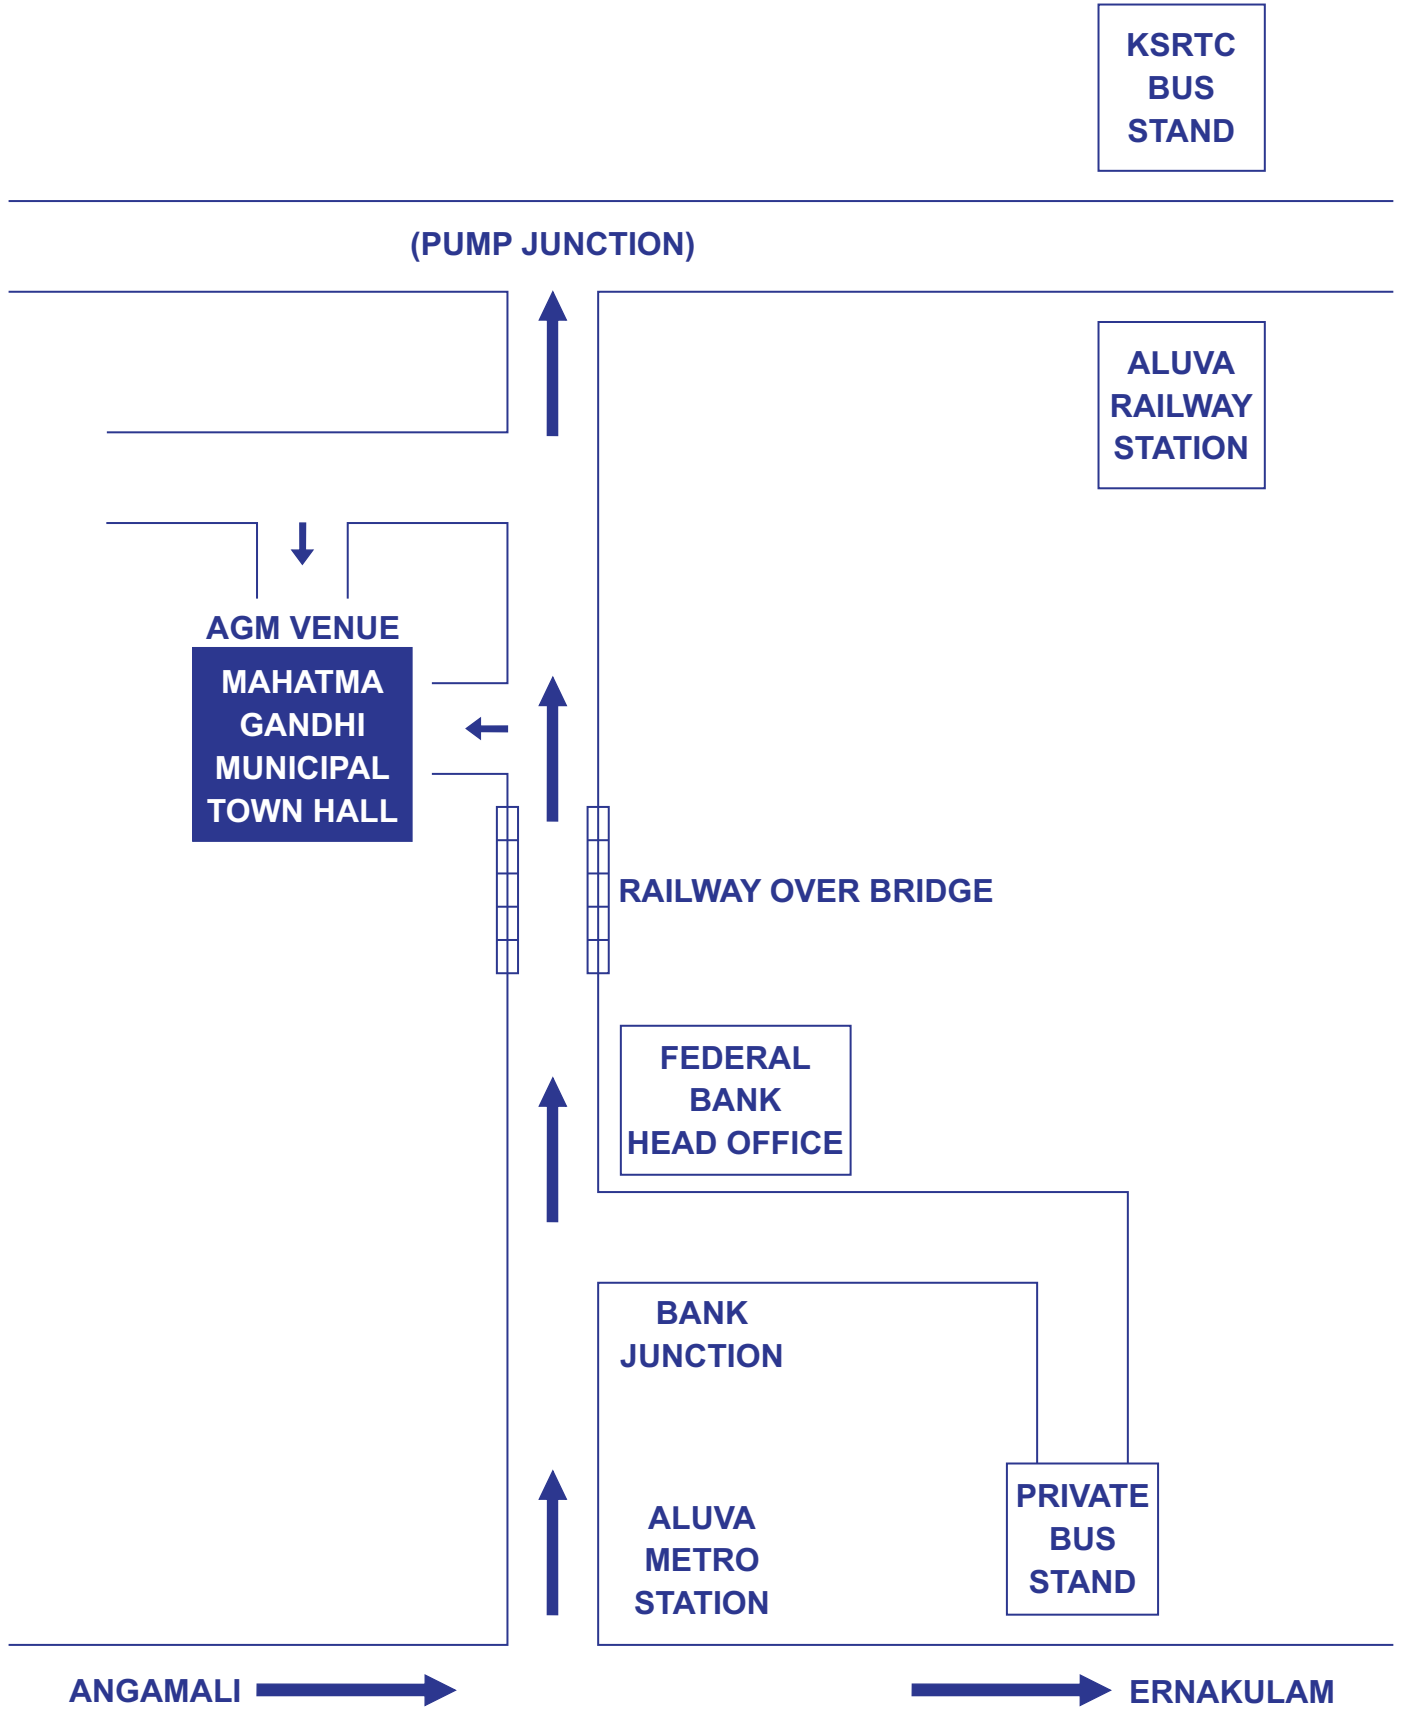 KSRTC
BUS
STAND
(PUMP JUNCTION)
ALUVA
RAILWAY
STATION
AGM VENUE
MAHATMA
GANDHI
MUNICIPAL
TOWN HALL
RAILWAY OVER BRIDGE
FEDERAL
BANK
HEAD OFFICE
BANK
JUNCTION
PRIVATE
BUS
STAND
ALUVA
METRO
STATION
ANGAMALI
ERNAKULAM